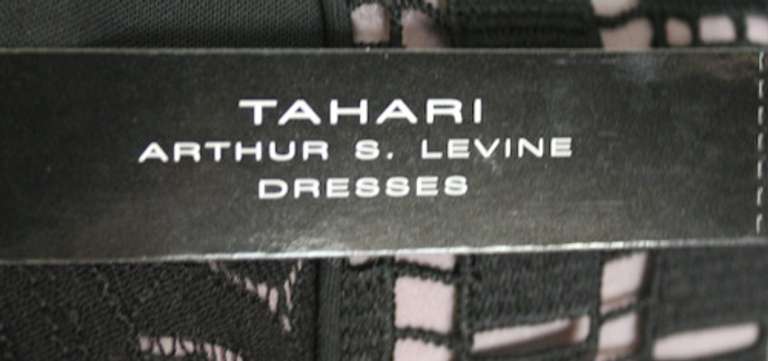 TAHARI
ARTHUR S. LEVINE
DRESSES